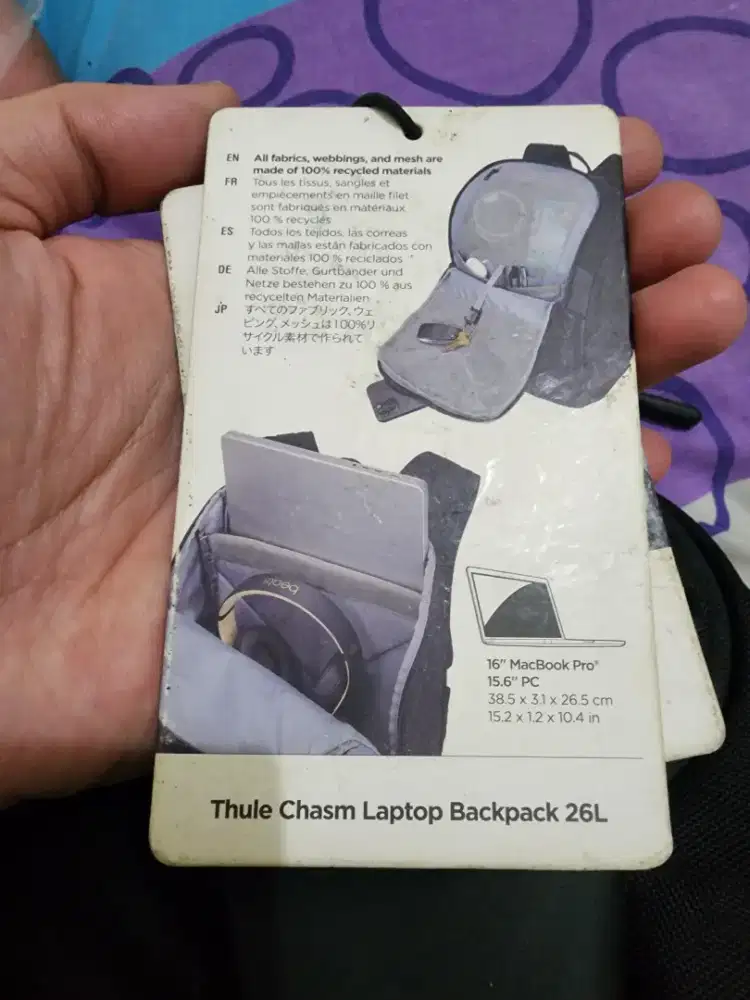 EN All fabrics, webbings, and mesh are
made of 100% recycled materials
FR Tous les tissus, sangles et
empiècements en maille filet
sont fabriqués en matériaux
100 % recyclés
ES Todos los tejidos, las correas
y las mallas están fabricados con
materiales 100 % reciclados
DE Alle Stoffe, Gurtbänder und
Netze bestehen zu 100 % aus
recycelten Materialien
JP すべてのファブリック、ウェ
ビング、メッシュは100%リ
サイクル素材で作られて
います
beats
16" MacBook Pro®
15.6" PC
38.5 x 3.1 x 26.5 cm
15.2 x 1.2 x 10.4 in
Thule Chasm Laptop Backpack 26L